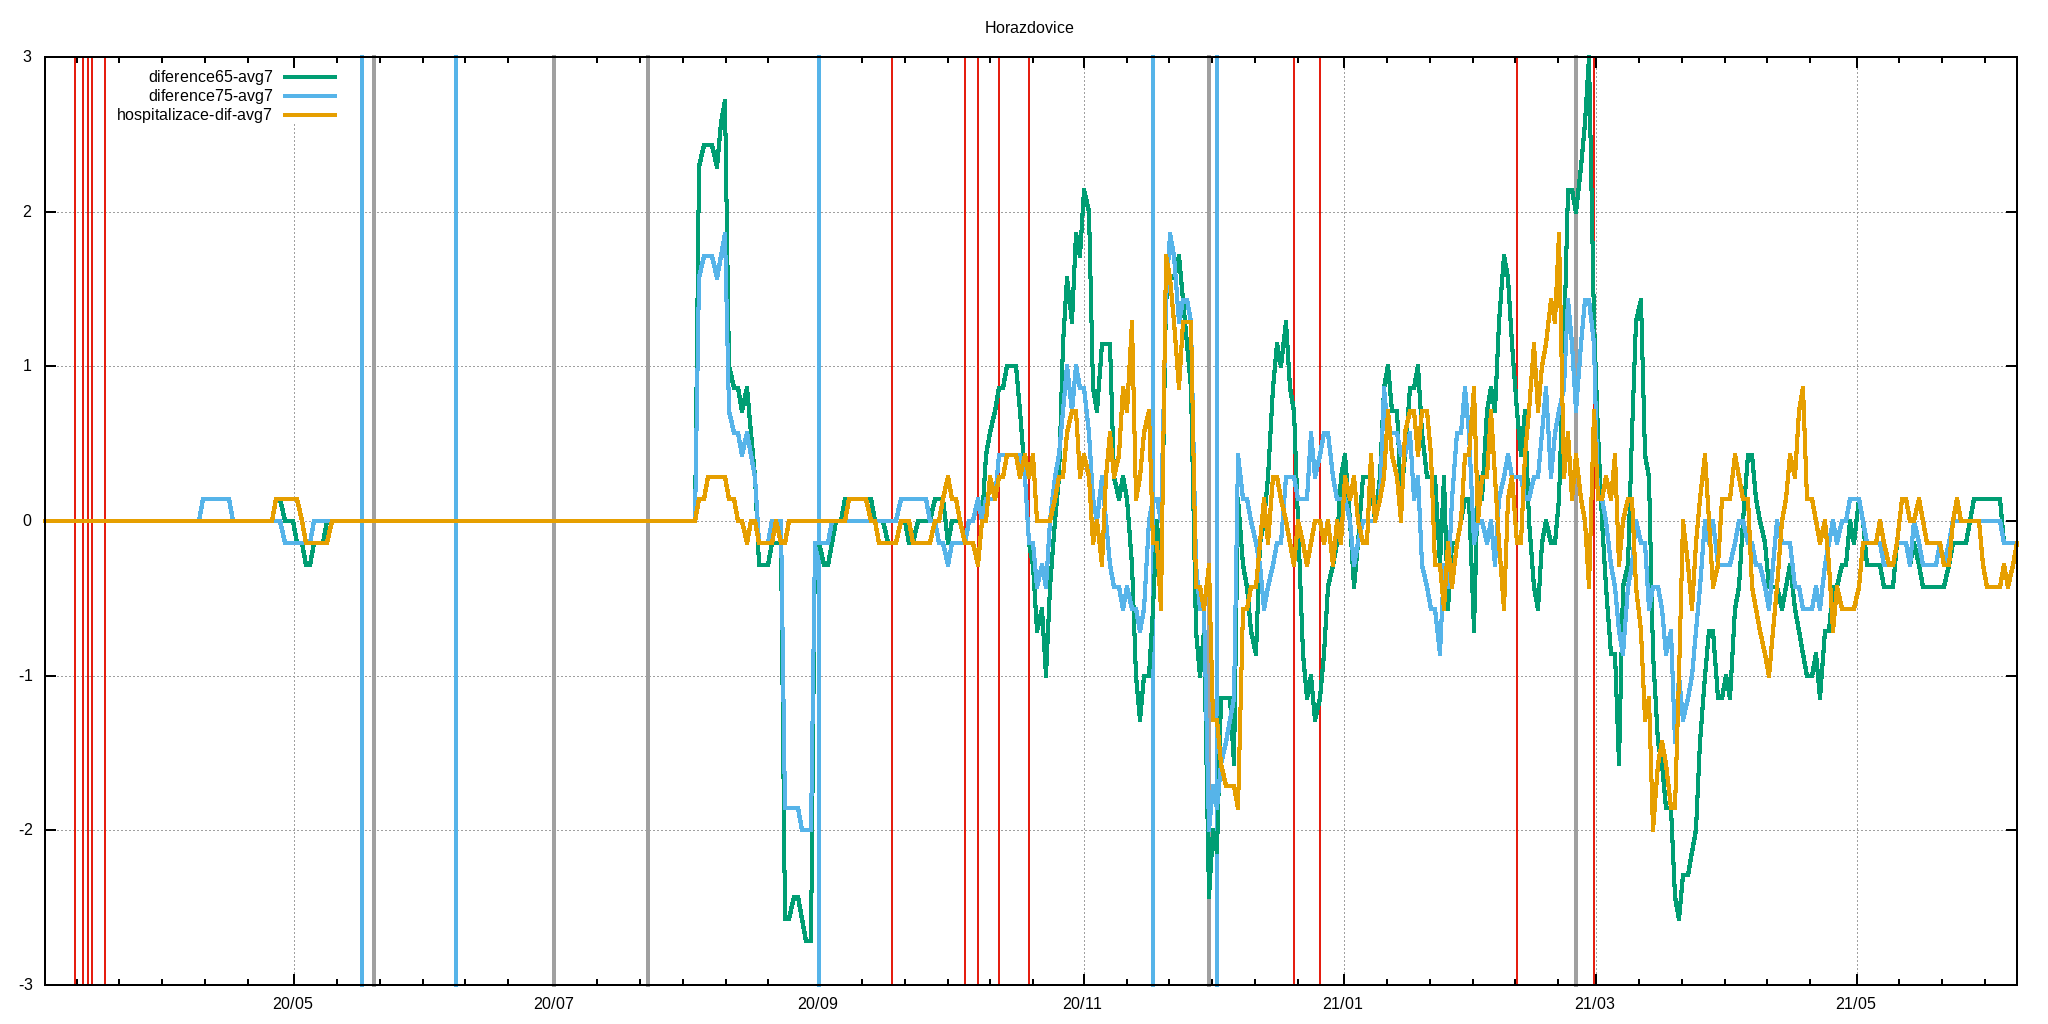 Horazdovice
3
diference65-avg7
diference75-avg7
hospitalizace-dif-avg7
2
1
0
-1
-2
-3
20/05 20/07 20/09 20/11 21/01 21/03 21/05